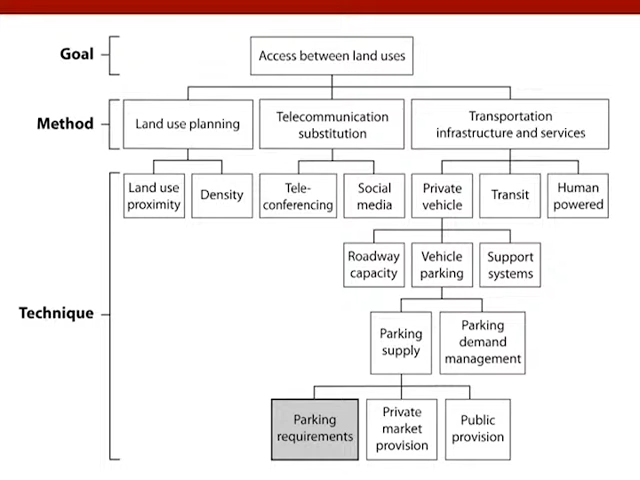 Goal
Access between land uses
Method
Land use planning
Telecommunication
substitution
Transportation
infrastructure and services
Technique
Land use
proximity
Density
Tele-
conferencing
Social
media
Private
vehicle
Transit
Human
powered
Roadway
capacity
Vehicle
parking
Support
systems
Parking
supply
Parking
demand
management
Parking
requirements
Private
market
provision
Public
provision